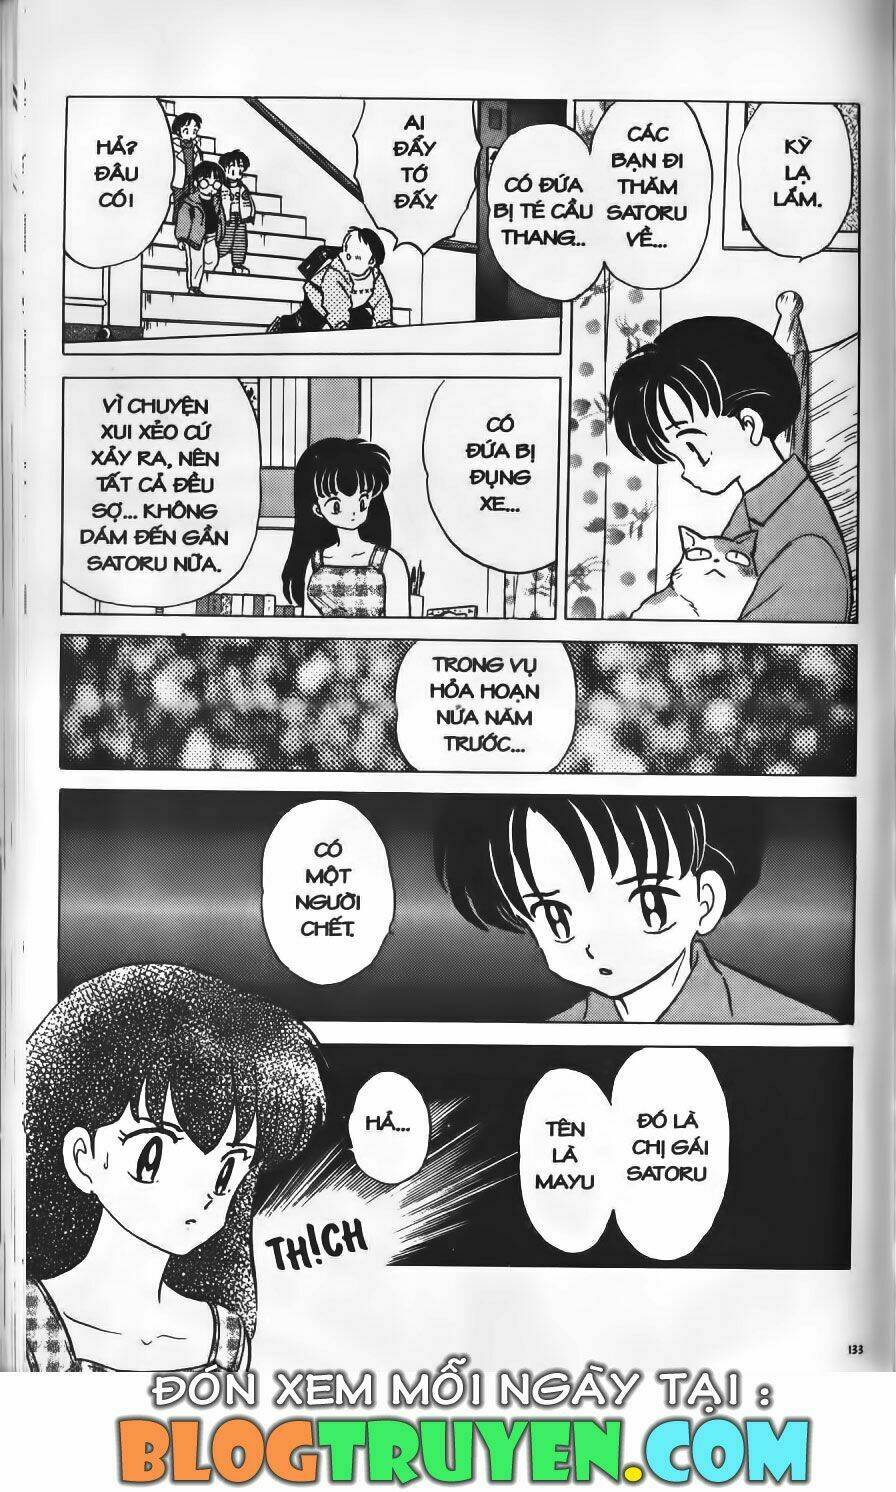 KỲ
LẠ
LẮM.
CÁC
BẠN ĐI
THĂM
SATORU
VỀ...
CÓ ĐỨA
BỊ TÉ CẦU
THANG...
AI
ĐẨY
TỚ
ĐẤY.
HẢ?
ĐÂU
CÓ!
CÓ
ĐỨA BỊ
ĐỤNG
XE...
VÌ CHUYỆN
XUI XẺO CỨ
XẢY RA, NÊN
TẤT CẢ ĐỀU
SỢ... KHÔNG
DÁM ĐẾN GẦN
SATORU NỮA.
TRONG VỤ
HỎA HOẠN
NỬA NĂM
TRƯỚC...
CÓ
MỘT
NGƯỜI
CHẾT.
ĐÓ LÀ
CHỊ GÁI
SATORU
TÊN
LÀ
MAYU
HẢ...
THỊCH
133
ĐÓN XEM MỖI NGÀY TẠI :
BLOGTRUYEN.COM